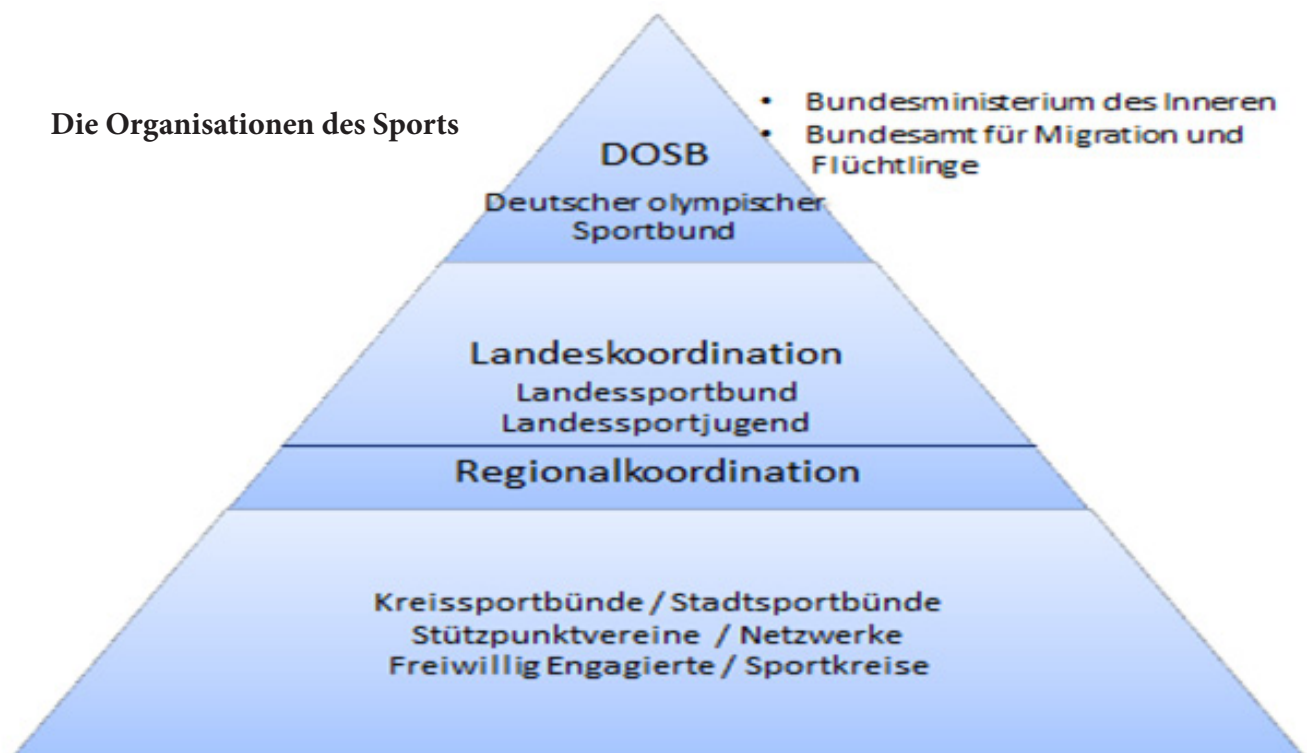 Die Organisationen des Sports
• Bundesministerium des Inneren
• Bundesamt für Migration und
Flüchtlinge
DOSB
Deutscher olympischer
Sportbund
Landeskoordination
Landessportbund
Landessportjugend
Regionalkoordination
Kreissportbünde / Stadtsportbünde
Stützpunktvereine / Netzwerke
Freiwillig Engagierte / Sportkreise